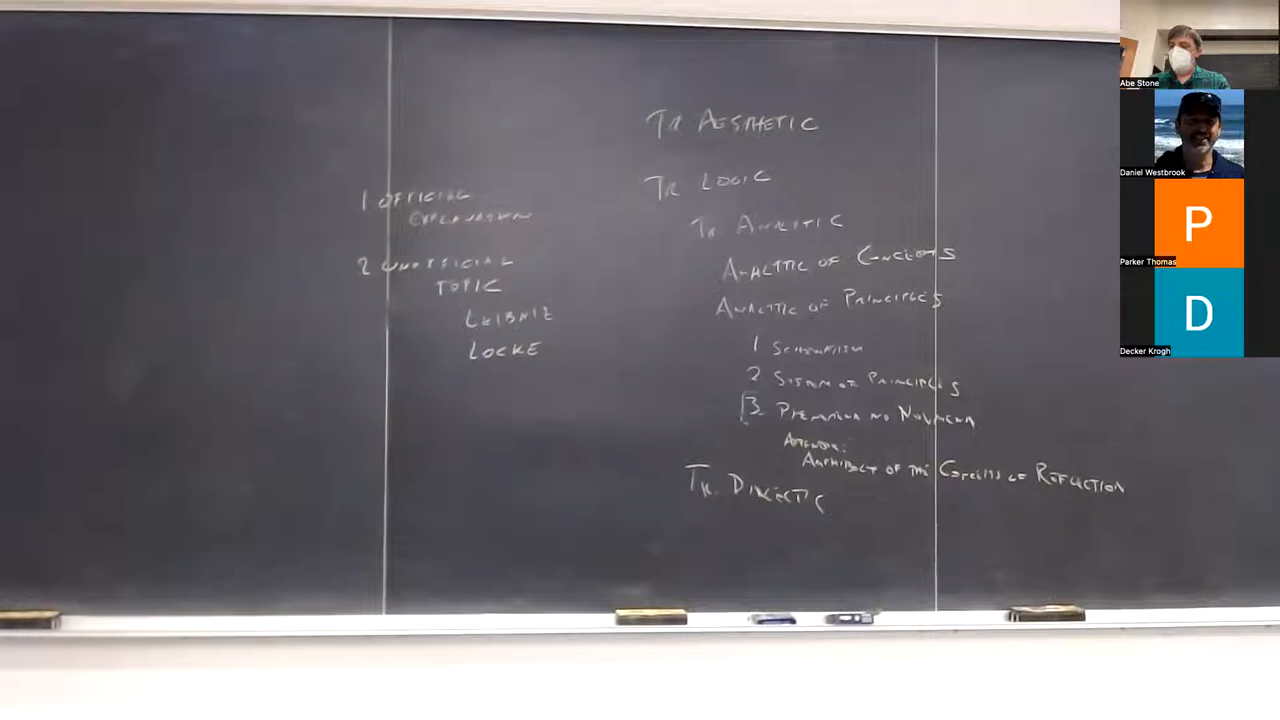 Tr Aesthetic
Tr Logic
Tr Analytic
Analytic of Concepts
Analytic of Principles
1 Schematism
2 System of Principles
3. Phenomena and Noumena
Appendix:
Amphiboly of the Concepts of Reflection
Tr. Dialectic
1 Official
Explanation
2 Unofficial
Topic
Leibniz
Locke
Abe Stone
Daniel Westbrook
P
Parker Thomas
D
Decker Krogh